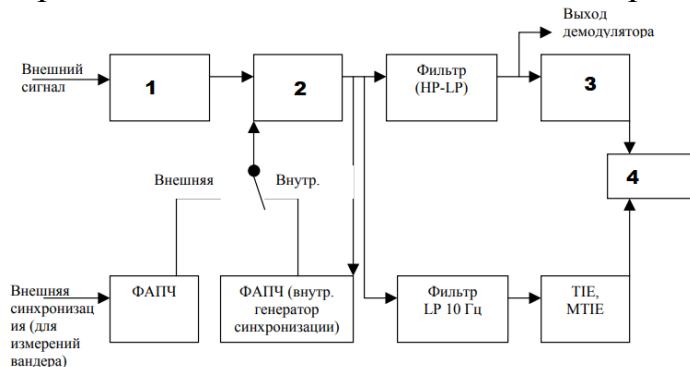 Выход
демодулятора
Внешний
сигнал
1
2
Фильтр
(HP-LP)
3
4
Внешняя
Внутр.
Внешняя
синхронизац
ия (для
измерений
вандера)
ФАПЧ
ФАПЧ (внутр.
генератор
синхронизации)
Фильтр
LP 10 Гц
TIE,
MTIE